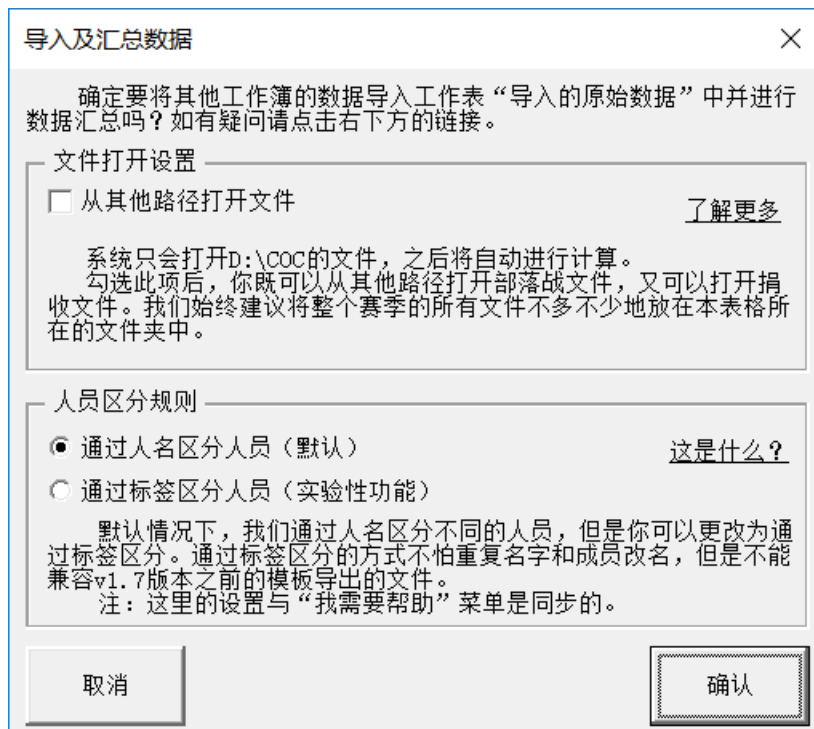 导入及汇总数据
确定要将其他工作簿的数据导入工作表“导入的原始数据”中并进行
数据汇总吗？如有疑问请点击右下方的链接。
文件打开设置
从其他路径打开文件
了解更多
系统只会打开D:\COC的文件，之后将自动进行计算。
勾选此项后，你既可以从其他路径打开部落战文件，又可以打开捐
收文件。我们始终建议将整个赛季的所有文件不多不少地放在本表格所
在的文件夹中。
人员区分规则
通过人名区分人员（默认）
这是什么？
通过标签区分人员（实验性功能）
默认情况下，我们通过人名区分不同的人员，但是你可以更改为通
过标签区分。通过标签区分的方式不怕重复名字和成员改名，但是不能
兼容v1.7版本之前的模板导出的文件。
注：这里的设置与“我需要帮助”菜单是同步的。
取消
确认